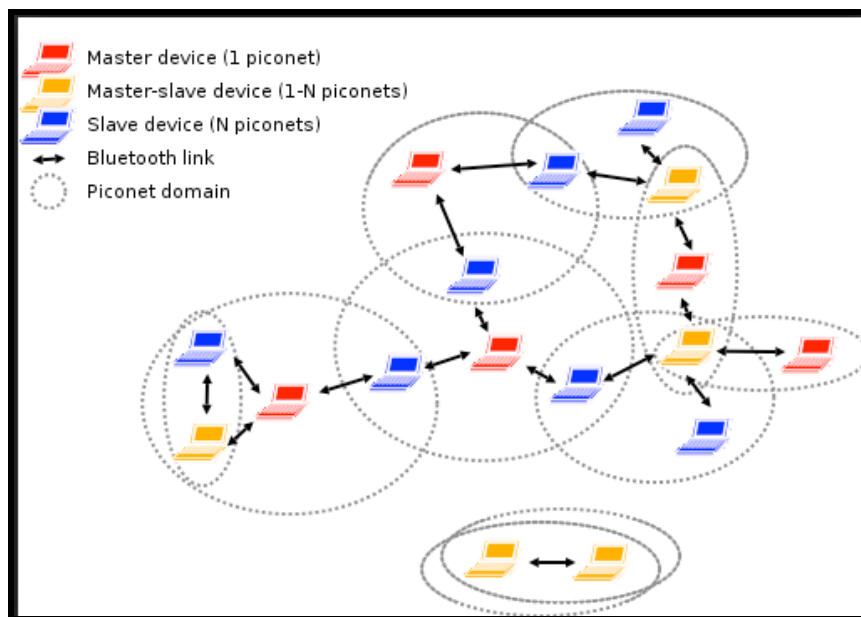 Master device (1 piconet)
Master-slave device (1-N piconets)
Slave device (N piconets)
Bluetooth link
Piconet domain